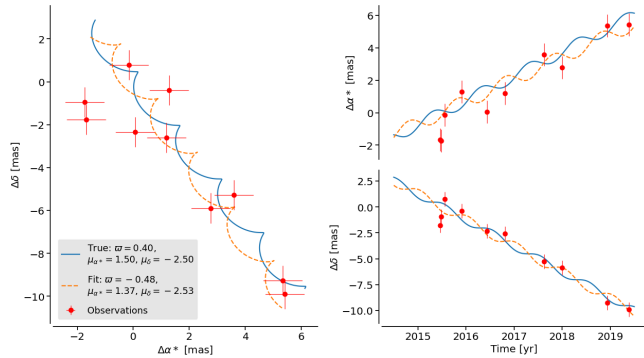 2
0
−2
−4
−6
−8
−10
Δδ [mas]
−2
0
2
4
6
Δα∗ [mas]
True: ϖ = 0.40,
μα∗ = 1.50, μδ = −2.50
Fit: ϖ = −0.48,
μα∗ = 1.37, μδ = −2.53
Observations
6
4
2
0
−2
Δα∗ [mas]
2.5
0.0
−2.5
−5.0
−7.5
−10.0
Δδ [mas]
2015
2016
2017
2018
2019
Time [yr]